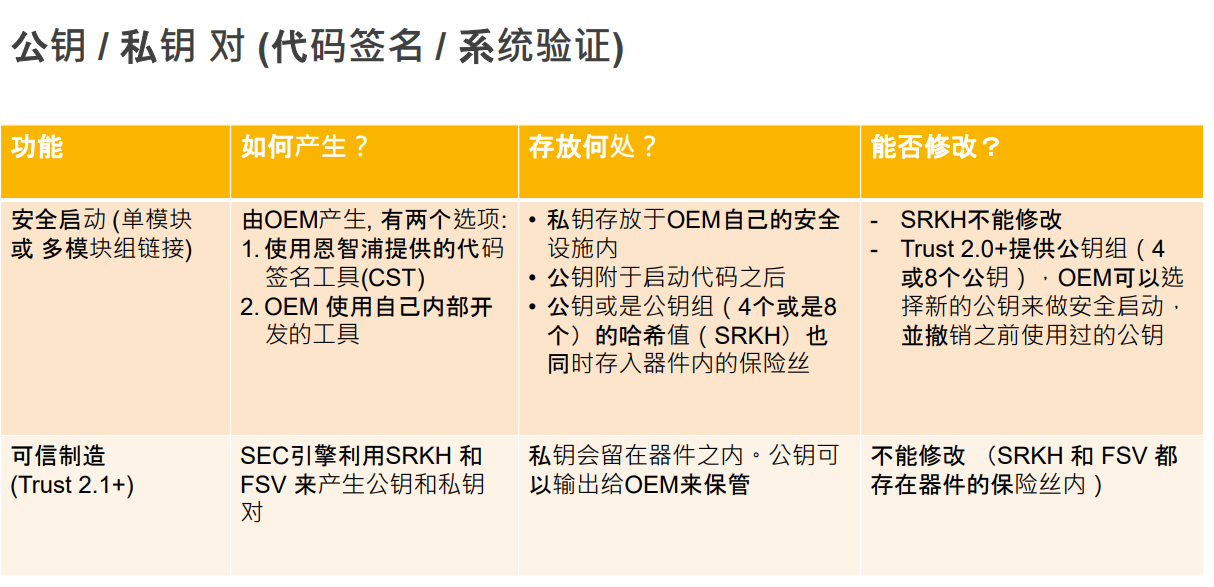 公钥 / 私钥 对 (代码签名 / 系统验证)
功能
如何产生？
存放何处？
能否修改？
安全启动 (单模块
或 多模块组链接)
由OEM产生, 有两个选项:
1. 使用恩智浦提供的代码
签名工具(CST)
2. OEM 使用自己内部开
发的工具
• 私钥存放于OEM自己的安全
设施内
• 公钥附于启动代码之后
• 公钥或是公钥组（4个或是8
个）的哈希值（SRKH）也
同时存入器件内的保险丝
- SRKH不能修改
- Trust 2.0+提供公钥组（4
或8个公钥），OEM可以选
择新的公钥来做安全启动，
並撤销之前使用过的公钥
可信制造
(Trust 2.1+)
SEC引擎利用SRKH 和
FSV 来产生公钥和私钥
对
私钥会留在器件之内。公钥可
以输出给OEM来保管
不能修改 （SRKH 和 FSV 都
存在器件的保险丝内）